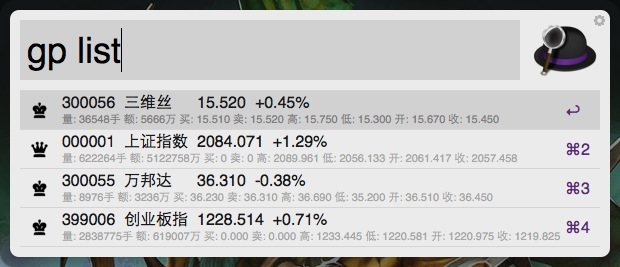 gp list
300056 三维丝 15.520 +0.45%
量: 36548手 额: 5666万 买: 15.510 卖: 15.520 高: 15.750 低: 15.300 开: 15.670 收: 15.450
↩
000001 上证指数 2084.071 +1.29%
量: 622264手 额: 5122758万 买: 0 卖: 0 高: 2089.961 低: 2056.133 开: 2061.417 收: 2057.458
⌘2
300055 万邦达 36.310 -0.38%
量: 8976手 额: 3236万 买: 36.230 卖: 36.310 高: 36.690 低: 35.200 开: 36.510 收: 36.450
⌘3
399006 创业板指 1228.514 +0.71%
量: 2838775手 额: 619007万 买: 0.000 卖: 0.000 高: 1233.445 低: 1220.581 开: 1220.975 收: 1219.825
⌘4